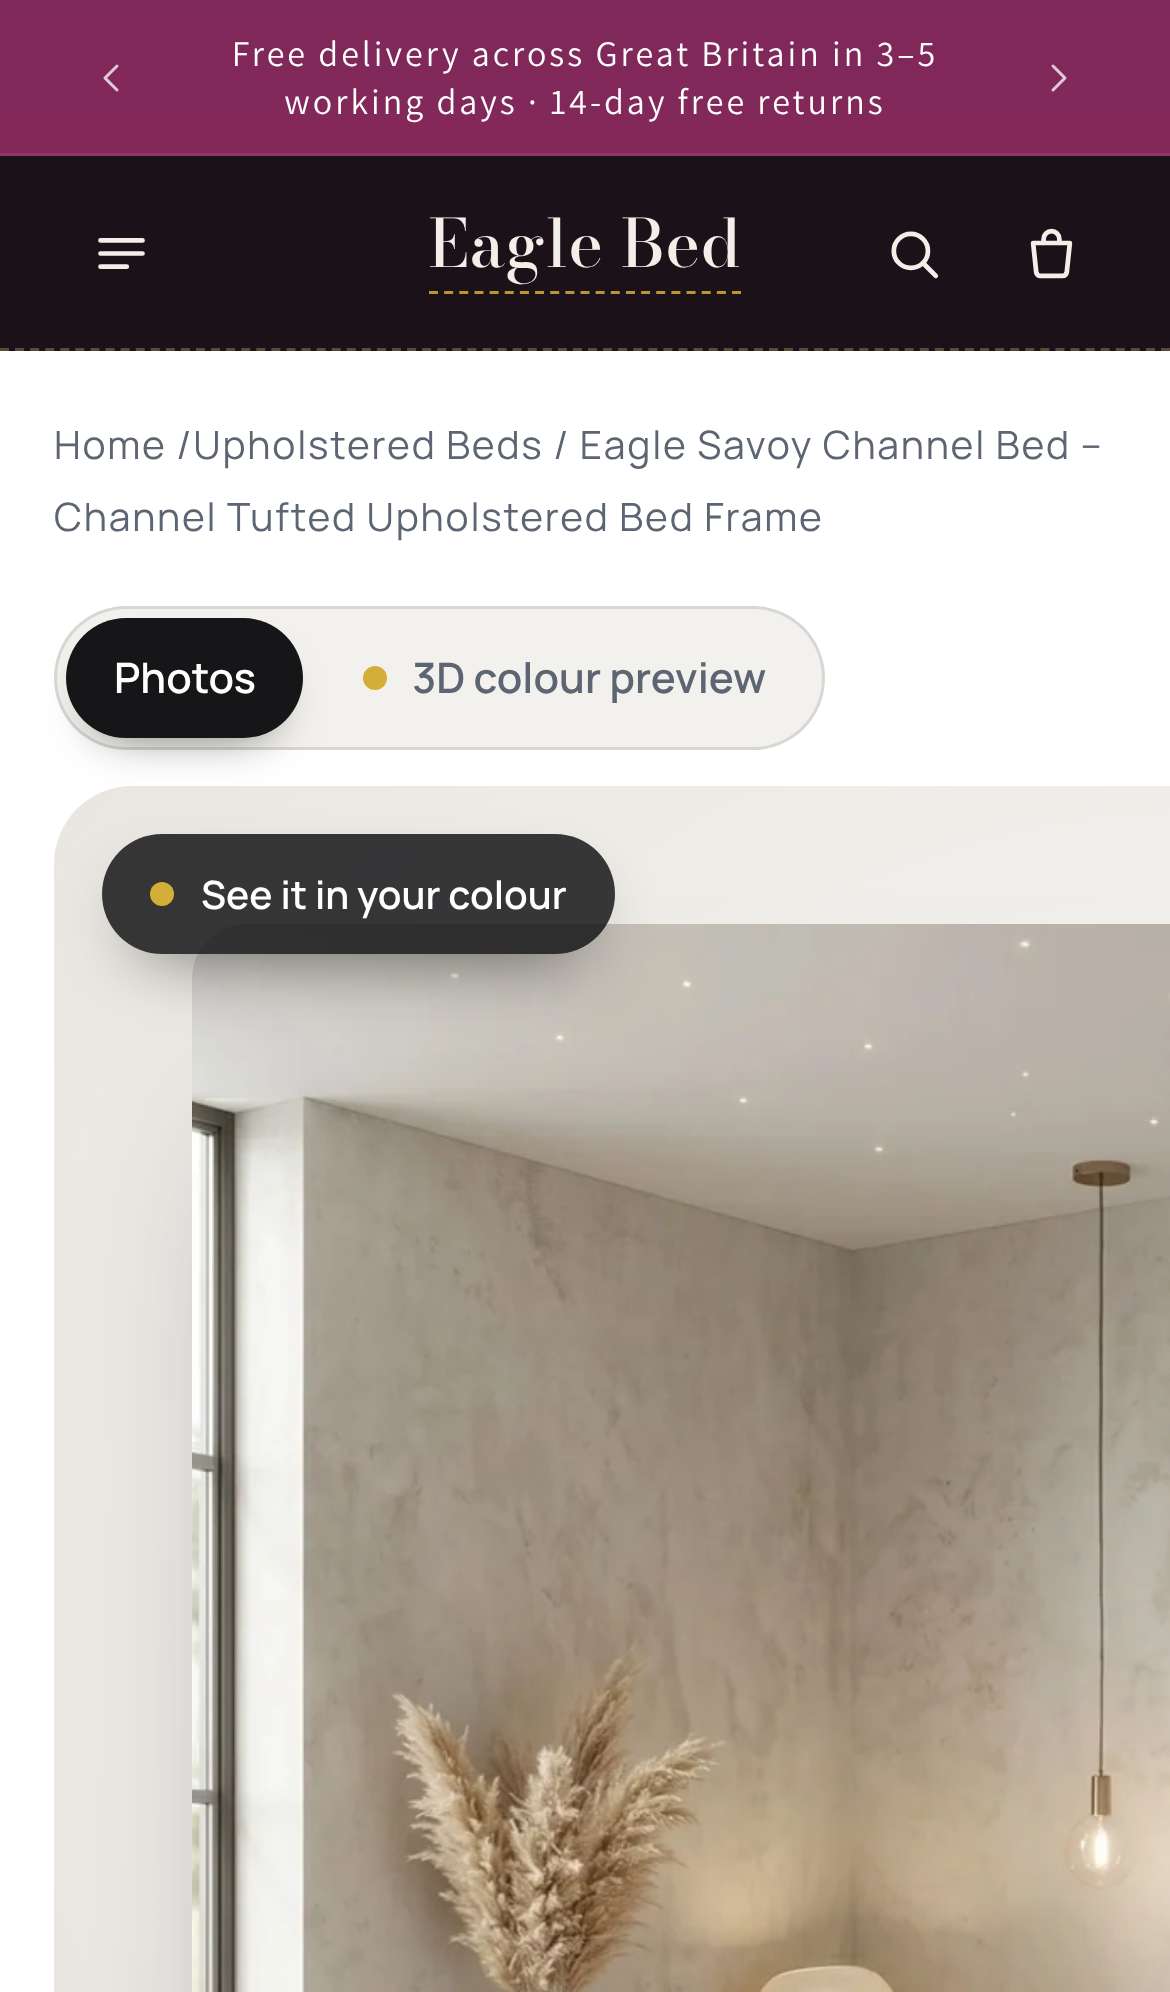 Free delivery across Great Britain in 3–5
working days · 14-day free returns
Eagle Bed
Home /Upholstered Beds / Eagle Savoy Channel Bed –
Channel Tufted Upholstered Bed Frame
Photos
3D colour preview
See it in your colour